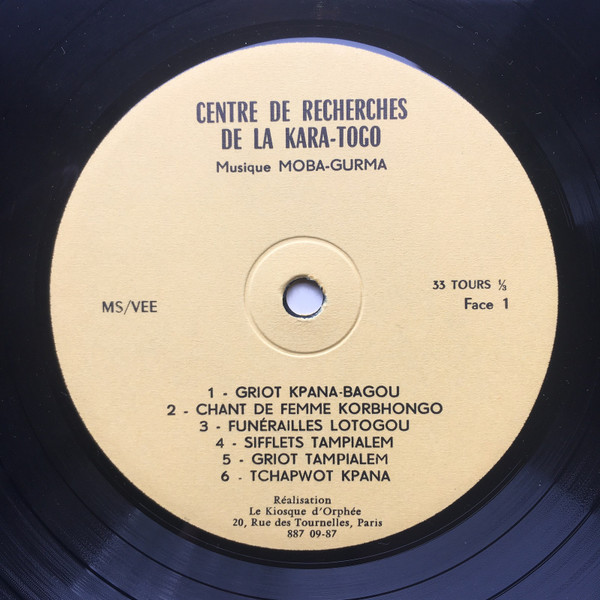 CENTRE DE RECHERCHES
DE LA KARA-TOGO
Musique MOBA-GURMA
MS/VEE
33 TOURS ⅓
Face 1
1 - GRIOT KPANA-BAGOU
2 - CHANT DE FEMME KORBHONGO
3 - FUNÉRAILLES LOTOGOU
4 - SIFFLETS TAMPIALEM
5 - GRIOT TAMPIALEM
6 - TCHAPWOT KPANA
Réalisation
Le Kiosque d'Orphée
20, Rue des Tournelles, Paris
887 09-87